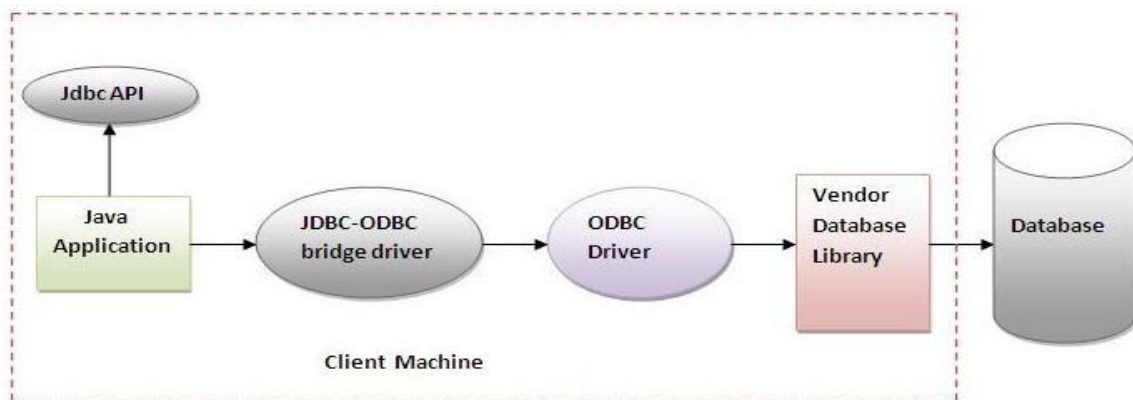 Jdbc API
Java
Application
JDBC-ODBC
bridge driver
ODBC
Driver
Vendor
Database
Library
Database
Client Machine